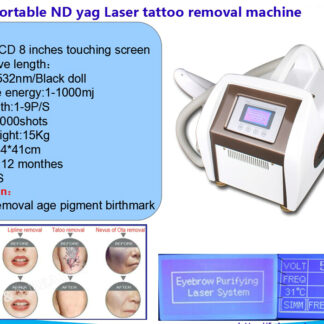 ortable ND yag Laser tattoo removal machine
CD 8 inches touching screen
ve length:
532nm/Black doll
e energy:1-1000mj
th:1-9P/S
000shots
ight:15Kg
4*41cm
12 monthes
S
n:
emoval age pigment birthmark
Lipline removal
Tatoo removal
Nevus of Ota removal
BEFORE
BEFORE
BEFORE
AFTER
AFTER
AFTER
Eyebrow Purifying
Laser System
VOLT 5
FREQ
31°C
SIMM FREQ